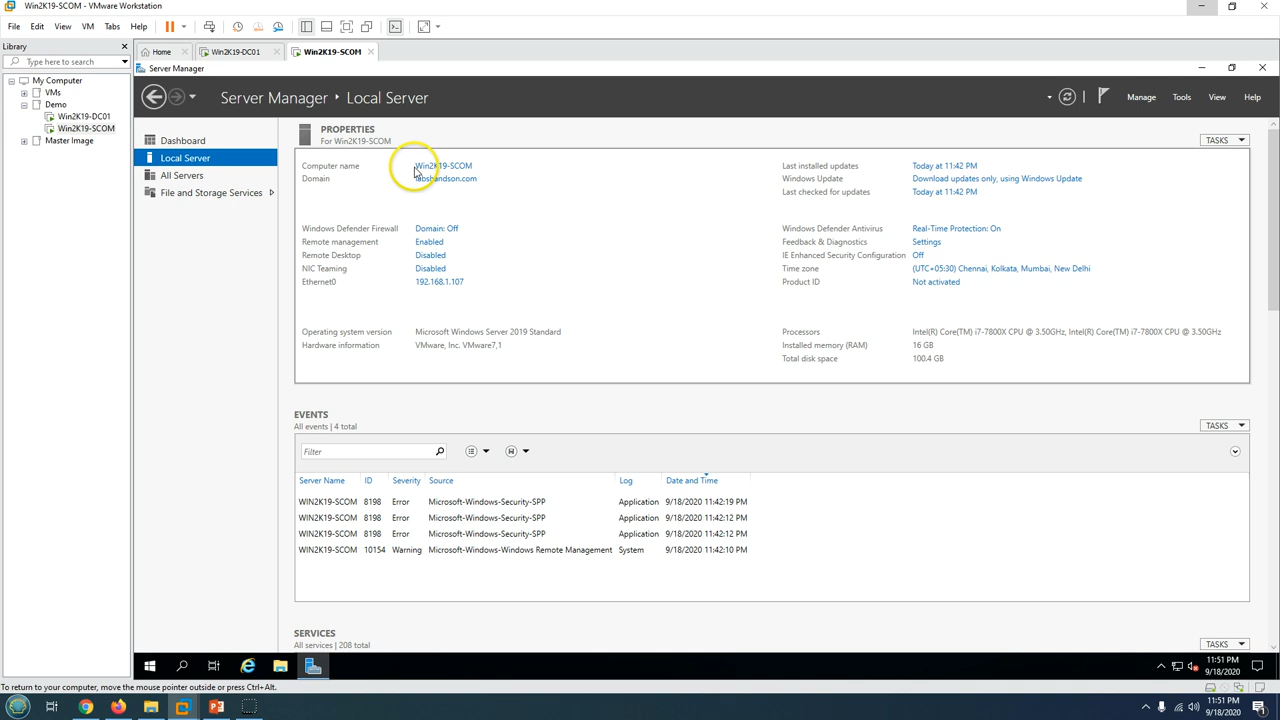 Win2K19-SCOM - VMware Workstation
File Edit View VM Tabs Help
Library
Type here to search
My Computer
VMs
Demo
Win2K19-DC01
Win2K19-SCOM
Master Image
Home Win2K19-DC01 Win2K19-SCOM
Server Manager
Server Manager Local Server
Manage Tools View Help
Dashboard
Local Server
All Servers
File and Storage Services
PROPERTIES
For Win2K19-SCOM
TASKS
Computer name Win2K19-SCOM
Domain labshandson.com
Last installed updates Today at 11:42 PM
Windows Update Download updates only, using Windows Update
Last checked for updates Today at 11:42 PM
Windows Defender Firewall Domain: Off
Remote management Enabled
Remote Desktop Disabled
NIC Teaming Disabled
Ethernet0 192.168.1.107
Windows Defender Antivirus Real-Time Protection: On
Feedback & Diagnostics Settings
IE Enhanced Security Configuration Off
Time zone (UTC+05:30) Chennai, Kolkata, Mumbai, New Delhi
Product ID Not activated
Operating system version Microsoft Windows Server 2019 Standard
Hardware information VMware, Inc. VMware7,1
Processors Intel(R) Core(TM) i7-7800X CPU @ 3.50GHz, Intel(R) Core(TM) i7-7800X CPU @ 3.50GHz
Installed memory (RAM) 16 GB
Total disk space 100.4 GB
EVENTS
All events | 4 total
TASKS
Filter
Server Name ID Severity Source Log Date and Time
WIN2K19-SCOM 8198 Error Microsoft-Windows-Security-SPP Application 9/18/2020 11:42:19 PM
WIN2K19-SCOM 8198 Error Microsoft-Windows-Security-SPP Application 9/18/2020 11:42:12 PM
WIN2K19-SCOM 8198 Error Microsoft-Windows-Security-SPP Application 9/18/2020 11:42:12 PM
WIN2K19-SCOM 10154 Warning Microsoft-Windows-Windows Remote Management System 9/18/2020 11:42:10 PM
SERVICES
All services | 208 total
TASKS
11:51 PM
9/18/2020
To return to your computer, move the mouse pointer outside or press Ctrl+Alt.
11:51 PM
9/18/2020